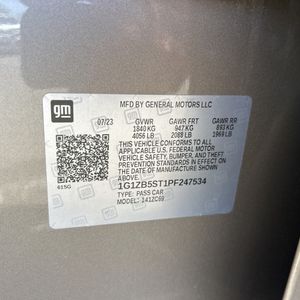 gm
MFD BY GENERAL MOTORS LLC
07/23 GVWR GAWR FRT GAWR RR
1840 KG 947 KG 893 KG
4056 LB 2088 LB 1969 LB
THIS VEHICLE CONFORMS TO ALL
APPLICABLE U.S. FEDERAL MOTOR
VEHICLE SAFETY, BUMPER, AND THEFT
PREVENTION STANDARDS IN EFFECT
ON THE DATE OF MANUFACTURE
SHOWN ABOVE.
1G1ZB5ST1PF247534
TYPE: PASS CAR
MODEL: 141ZC69
415G